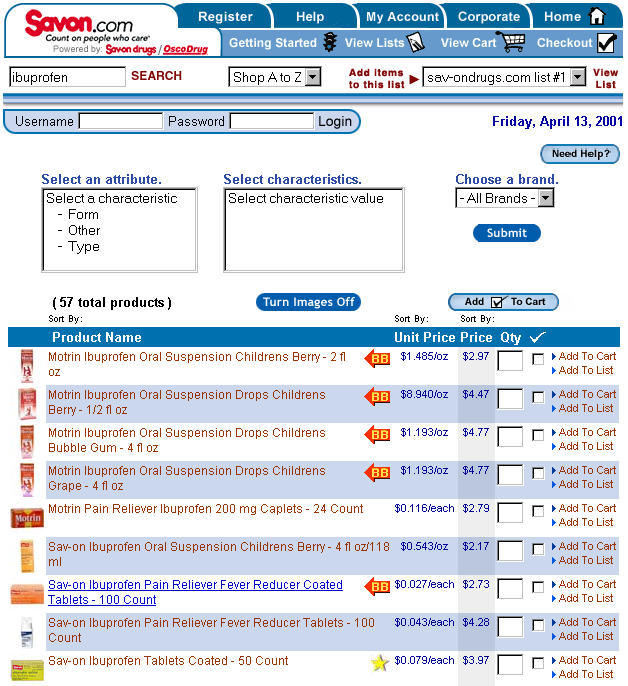 Savon.com
Count on people who care™
Powered by: Savon drugs / OscoDrug
Register Help My Account Corporate Home
Getting Started View Lists View Cart Checkout
ibuprofen SEARCH Shop A to Z Add items to this list sav-ondrugs.com list #1 View List
Username Password Login Friday, April 13, 2001
Need Help?
Select an attribute. Select characteristics. Choose a brand.
Select a characteristic Select characteristic value - All Brands -
- Form
- Other
- Type
Submit
( 57 total products ) Turn Images Off Add To Cart
Sort By: Sort By: Sort By:
Product Name Unit Price Price Qty
Motrin Ibuprofen Oral Suspension Childrens Berry - 2 fl BB $1.485/oz $2.97 Add To Cart
oz Add To List
Motrin Ibuprofen Oral Suspension Drops Childrens BB $8.940/oz $4.47 Add To Cart
Berry - 1/2 fl oz Add To List
Motrin Ibuprofen Oral Suspension Drops Childrens BB $1.193/oz $4.77 Add To Cart
Bubble Gum - 4 fl oz Add To List
Motrin Ibuprofen Oral Suspension Drops Childrens BB $1.193/oz $4.77 Add To Cart
Grape - 4 fl oz Add To List
Motrin
Motrin Pain Reliever Ibuprofen 200 mg Caplets - 24 Count $0.116/each $2.79 Add To Cart
Add To List
Sav-on Ibuprofen Oral Suspension Childrens Berry - 4 fl oz/118 $0.543/oz $2.17 Add To Cart
ml Add To List
Sav-on Ibuprofen Pain Reliever Fever Reducer Coated BB $0.027/each $2.73 Add To Cart
Tablets - 100 Count Add To List
Sav-on Ibuprofen Pain Reliever Fever Reducer Tablets - 100 $0.043/each $4.28 Add To Cart
Count Add To List
Sav-on Ibuprofen Tablets Coated - 50 Count $0.079/each $3.97 Add To Cart
Add To List